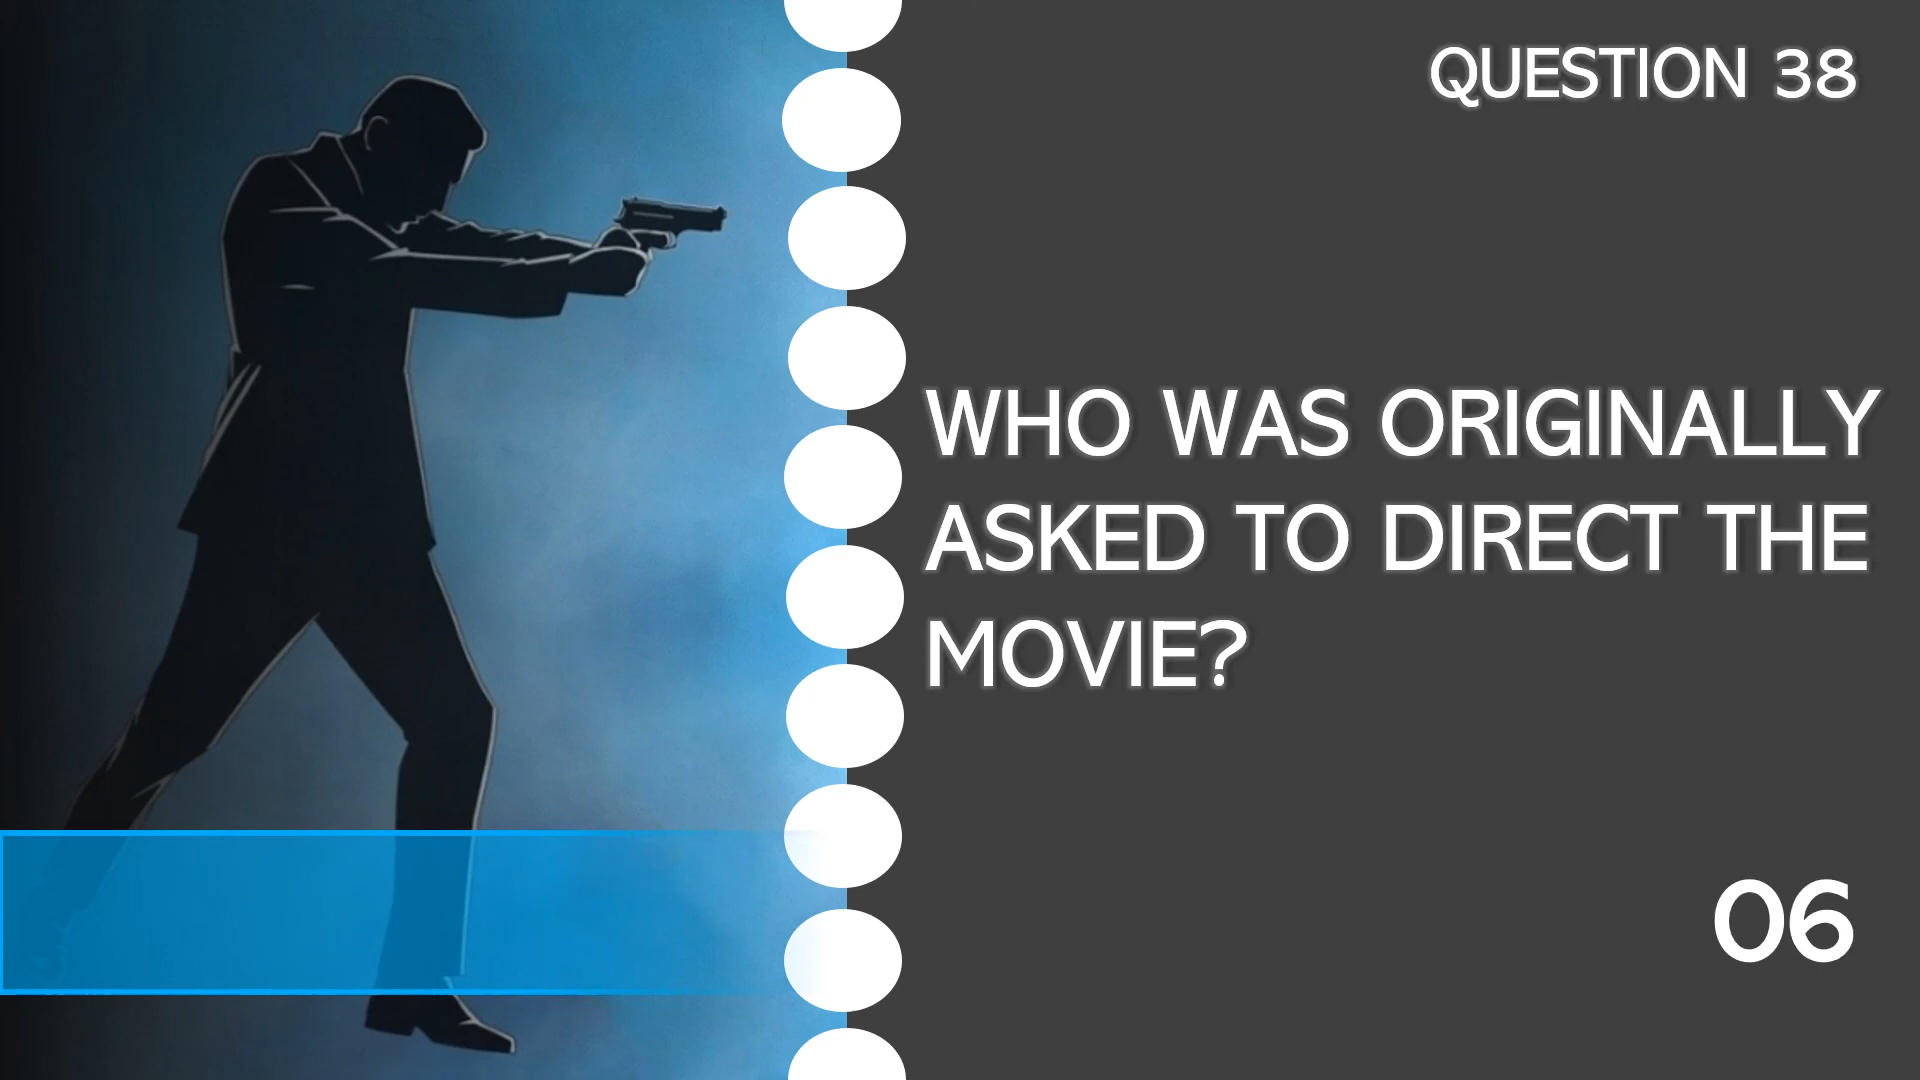 QUESTION 38
WHO WAS ORIGINALLY
ASKED TO DIRECT THE
MOVIE?
06